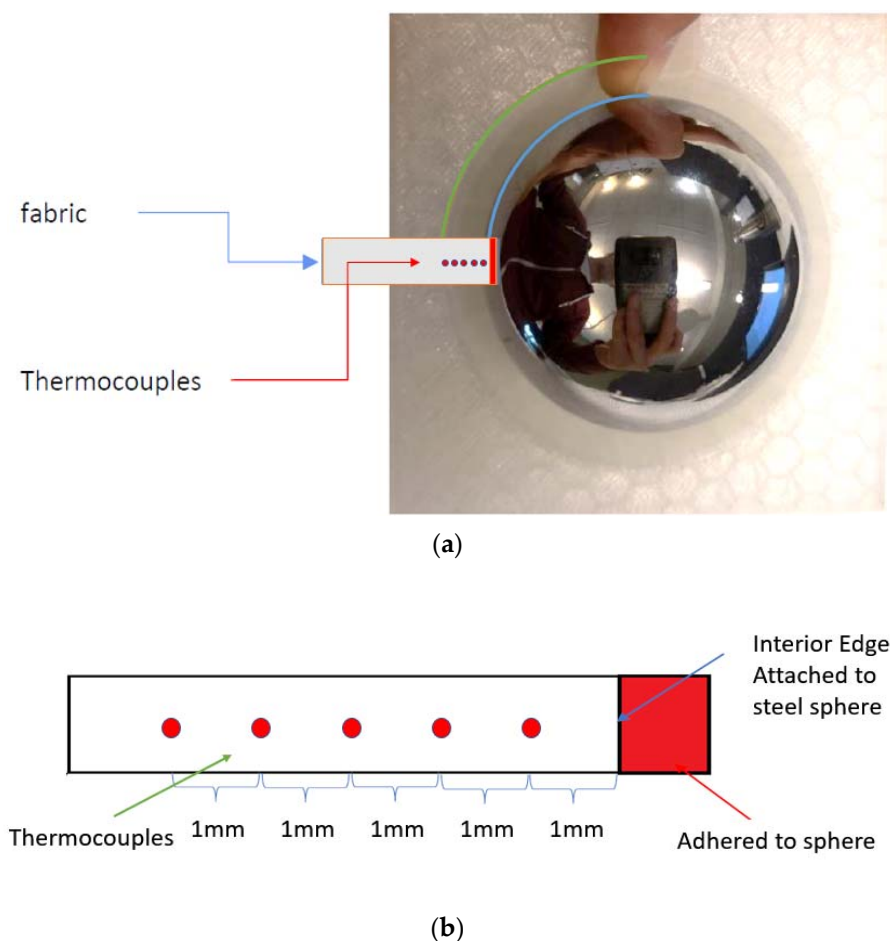 fabric
Thermocouples
(a)
Interior Edge
Attached to
steel sphere
Thermocouples
1mm 1mm 1mm 1mm 1mm
Adhered to sphere
(b)